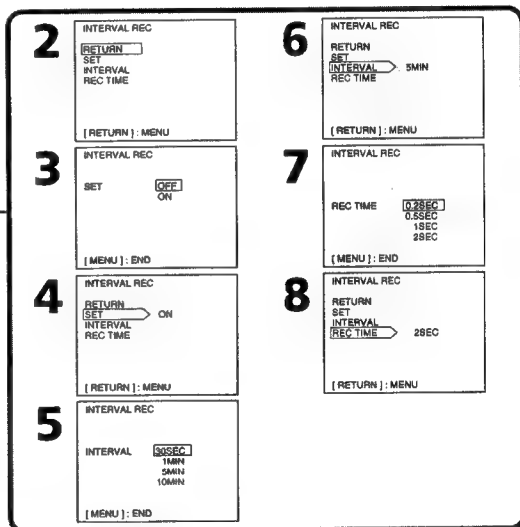 2
INTERVAL REC
RETURN
SET
INTERVAL
REC TIME
[ RETURN ] : MENU
3
INTERVAL REC
SET OFF
ON
[ MENU ] : END
4
INTERVAL REC
RETURN
SET ON
INTERVAL
REC TIME
[ RETURN ] : MENU
5
INTERVAL REC
INTERVAL 30SEC
1MIN
5MIN
10MIN
[ MENU ] : END
6
INTERVAL REC
RETURN
SET
INTERVAL 5MIN
REC TIME
[ RETURN ] : MENU
7
INTERVAL REC
REC TIME 0.2SEC
0.5SEC
1SEC
2SEC
[ MENU ] : END
8
INTERVAL REC
RETURN
SET
INTERVAL
REC TIME 2SEC
[ RETURN ] : MENU